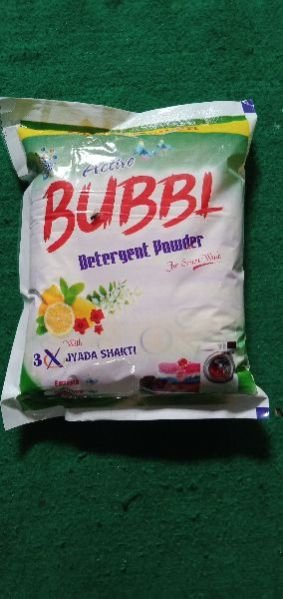 Active
BUBBL
Detergent Powder
For Super Wash
With
3X JYADA SHAKTI